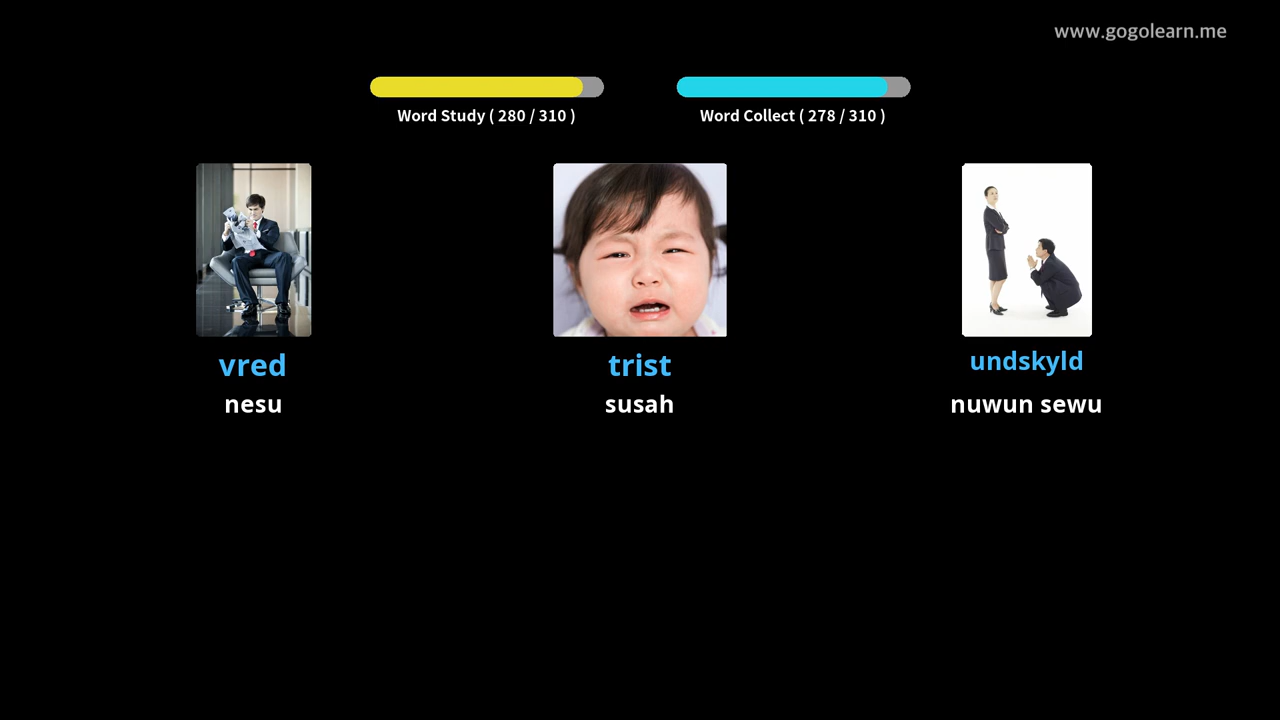 www.gogolearn.me
Word Study ( 280 / 310 )
Word Collect ( 278 / 310 )
vred
trist
undskyld
nesu
susah
nuwun sewu